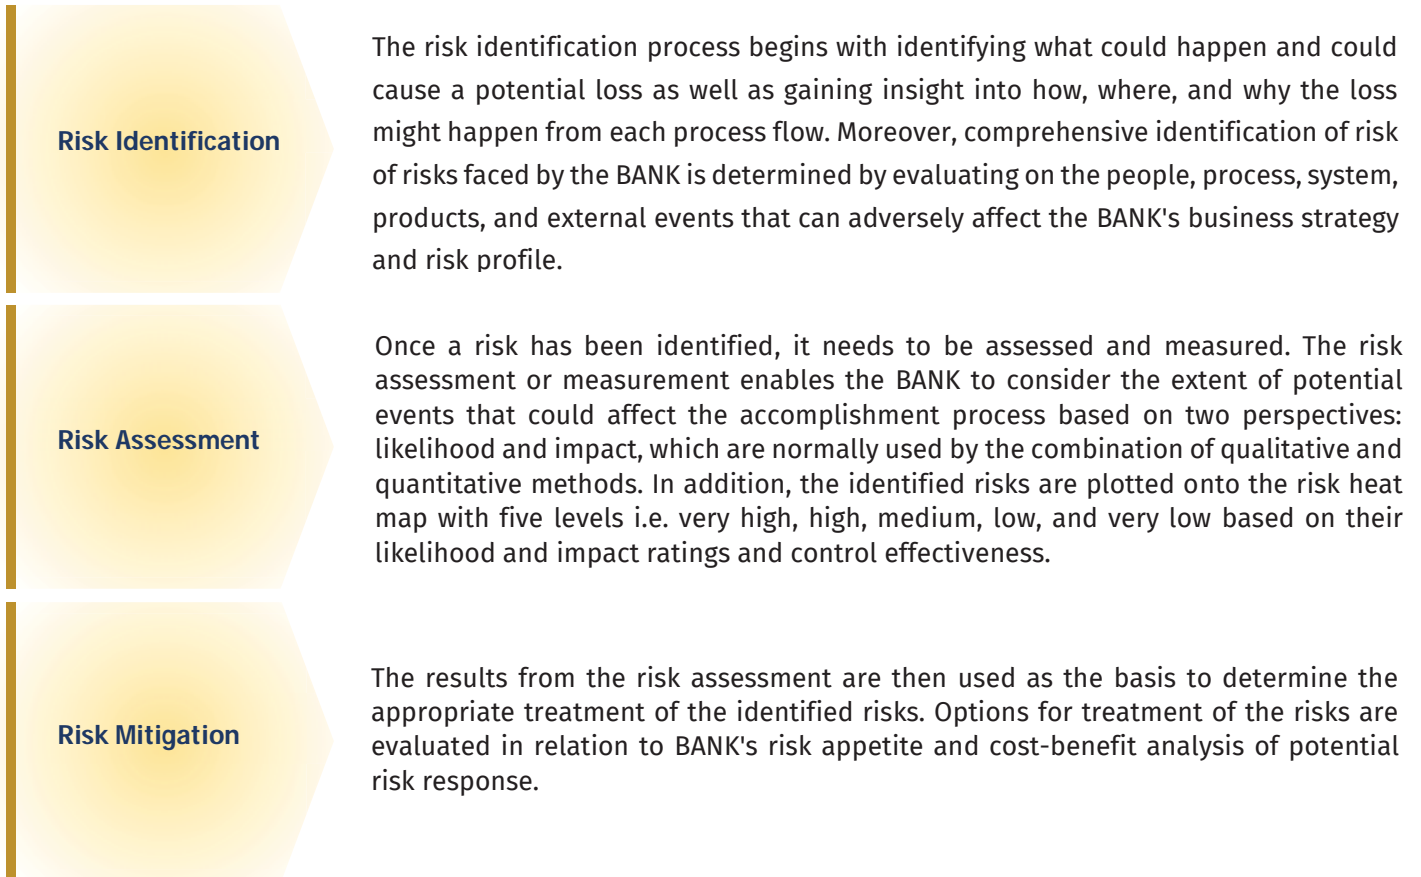 Risk Identification
The risk identification process begins with identifying what could happen and could
cause a potential loss as well as gaining insight into how, where, and why the loss
might happen from each process flow. Moreover, comprehensive identification of risk
of risks faced by the BANK is determined by evaluating on the people, process, system,
products, and external events that can adversely affect the BANK's business strategy
and risk profile.
Risk Assessment
Once a risk has been identified, it needs to be assessed and measured. The risk
assessment or measurement enables the BANK to consider the extent of potential
events that could affect the accomplishment process based on two perspectives:
likelihood and impact, which are normally used by the combination of qualitative and
quantitative methods. In addition, the identified risks are plotted onto the risk heat
map with five levels i.e. very high, high, medium, low, and very low based on their
likelihood and impact ratings and control effectiveness.
Risk Mitigation
The results from the risk assessment are then used as the basis to determine the
appropriate treatment of the identified risks. Options for treatment of the risks are
evaluated in relation to BANK's risk appetite and cost-benefit analysis of potential
risk response.